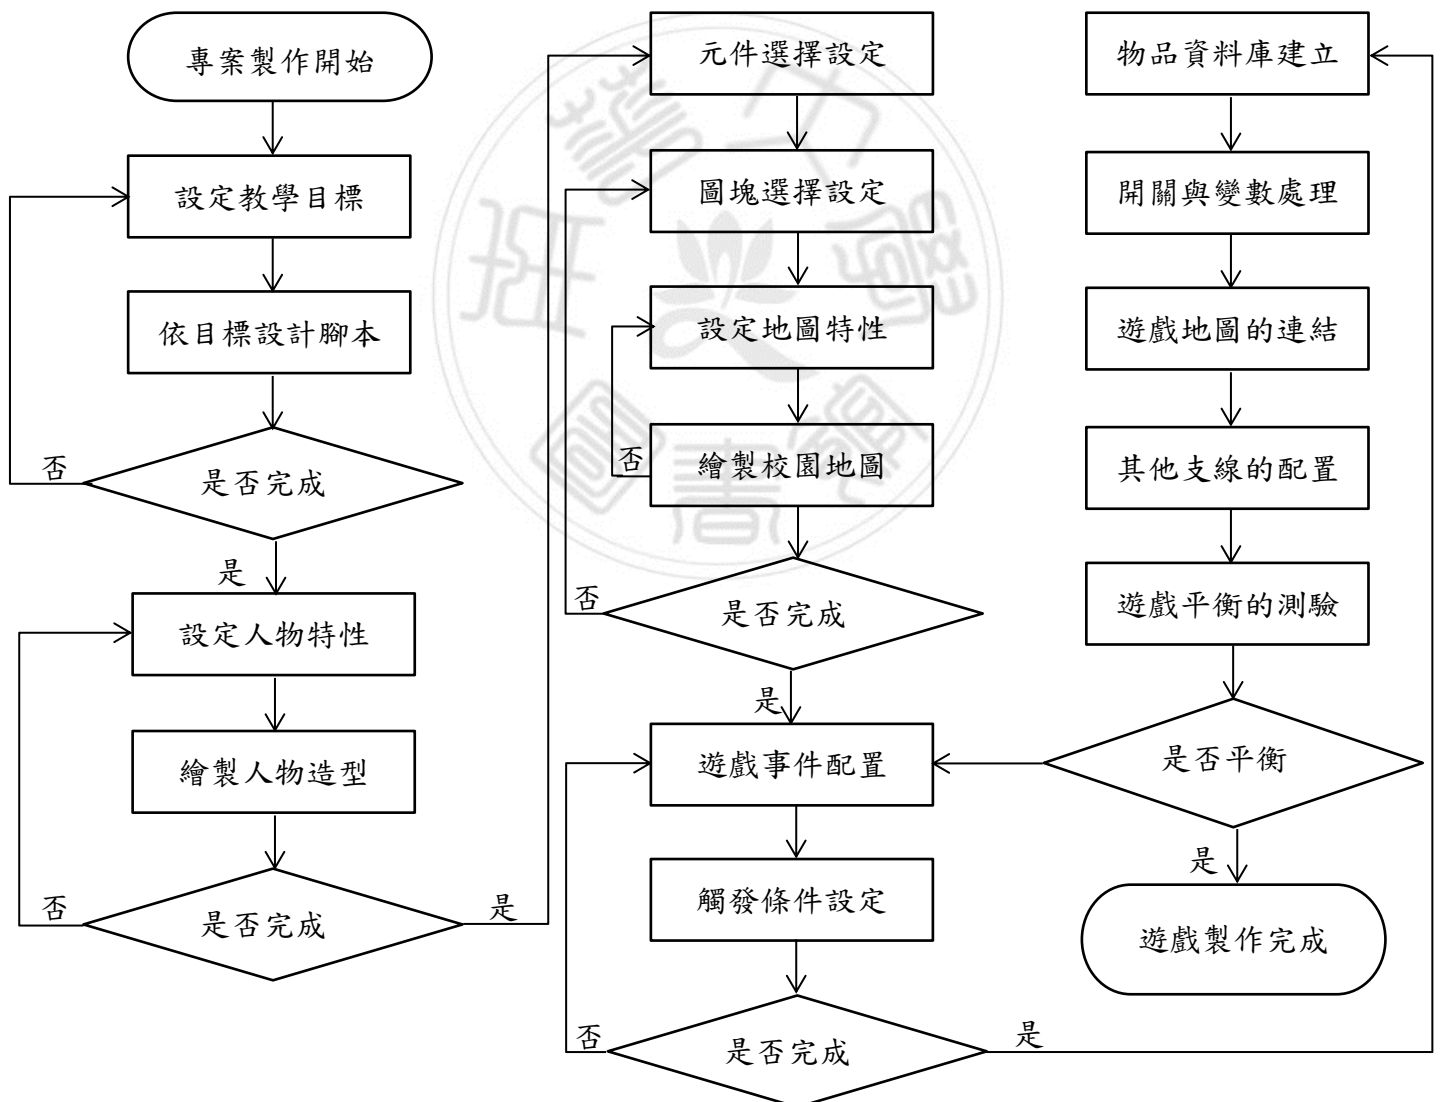 專案製作開始
設定教學目標
依目標設計腳本
否
是否完成
是
設定人物特性
繪製人物造型
否
是否完成
是
元件選擇設定
圖塊選擇設定
設定地圖特性
否
繪製校園地圖
否
是否完成
是
遊戲事件配置
觸發條件設定
否
是否完成
是
物品資料庫建立
開關與變數處理
遊戲地圖的連結
其他支線的配置
遊戲平衡的測驗
是否平衡
是
遊戲製作完成